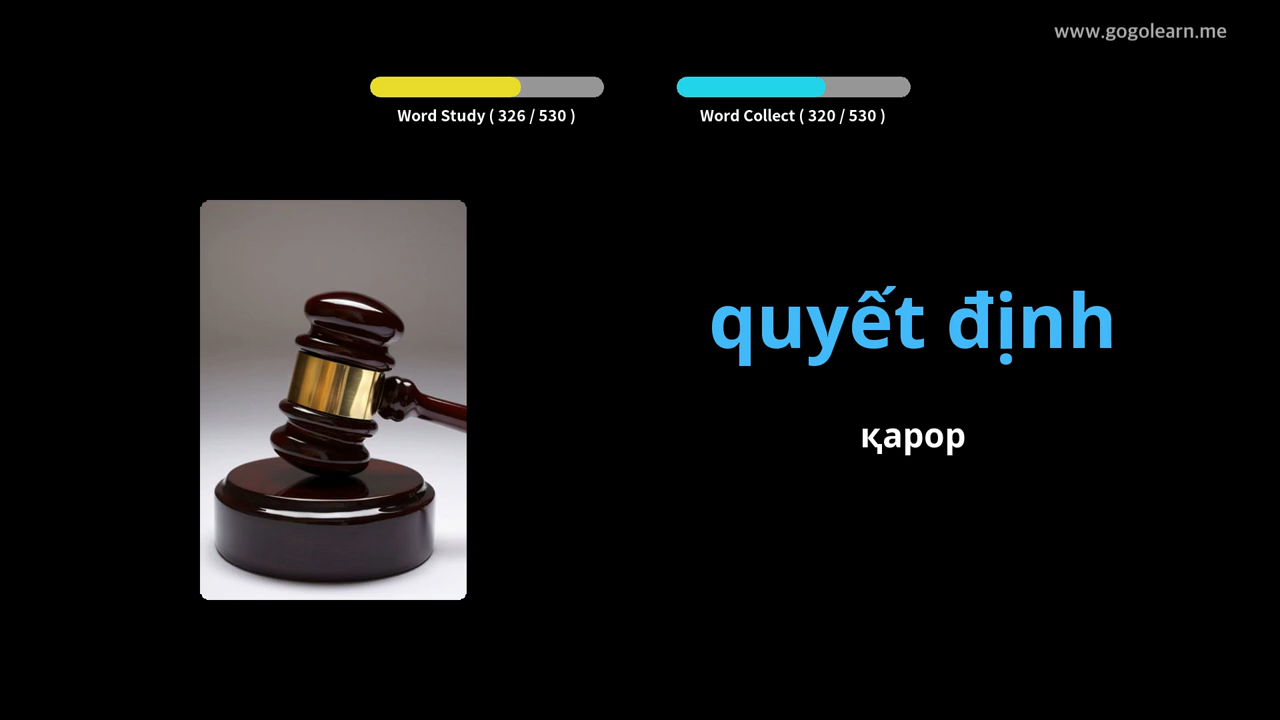 www.gogolearn.me
Word Study ( 326 / 530 )
Word Collect ( 320 / 530 )
quyết định
қарор